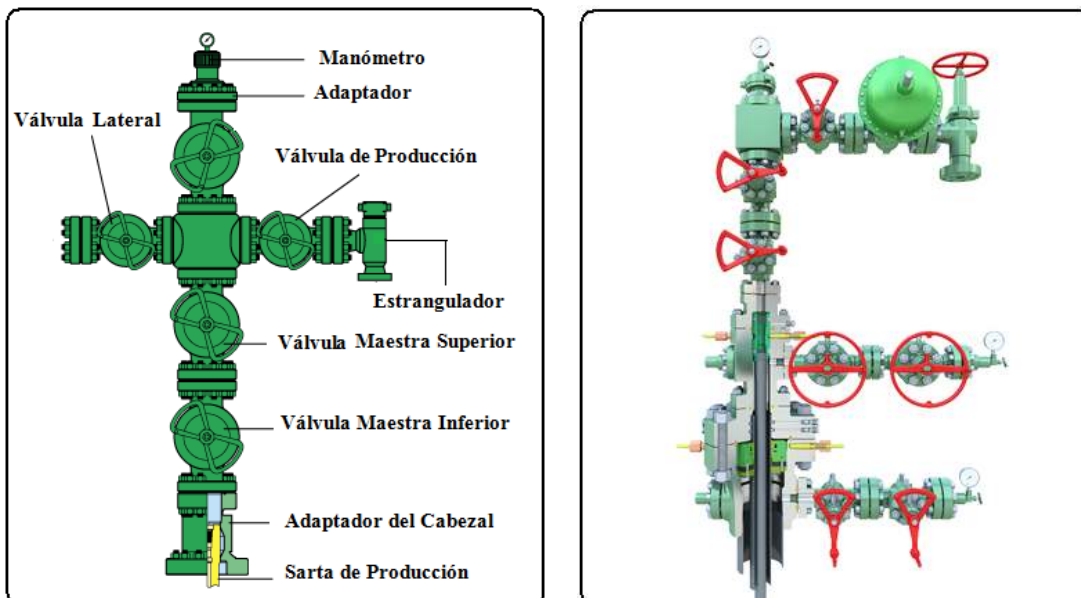 Manómetro
Adaptador
Válvula Lateral
Válvula de Producción
Estrangulador
Válvula Maestra Superior
Válvula Maestra Inferior
Adaptador del Cabezal
Sarta de Producción